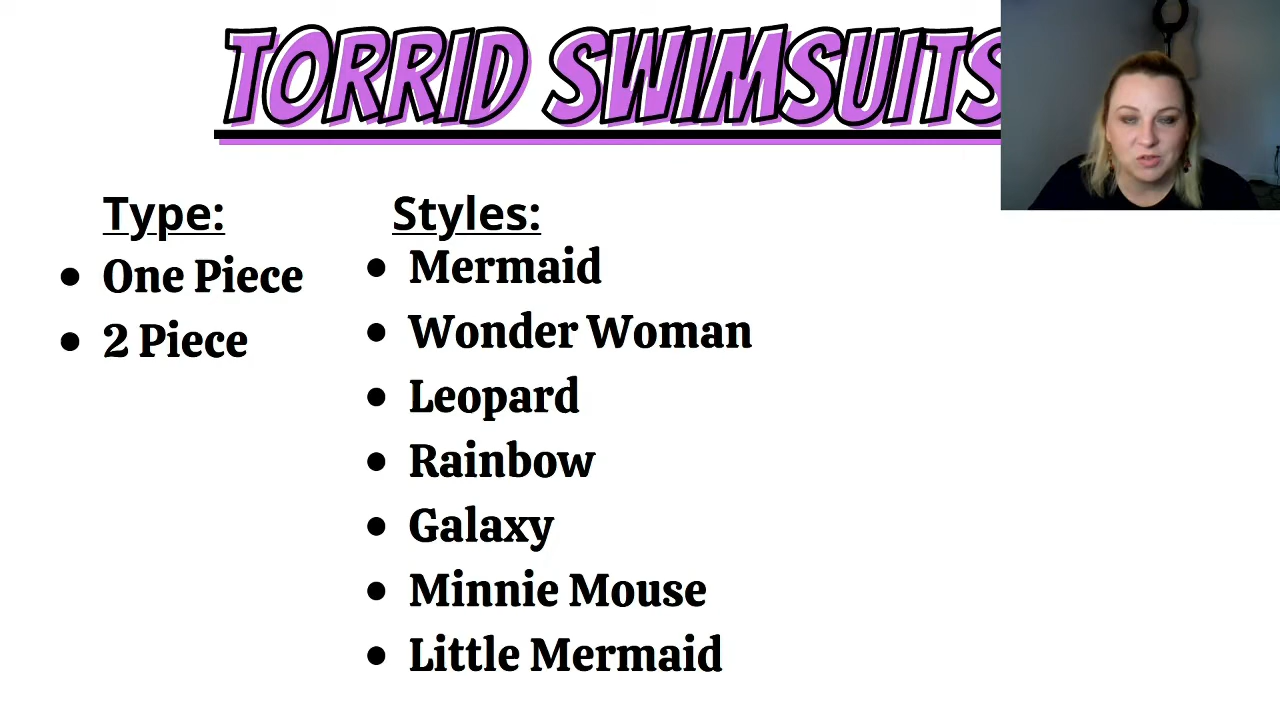 TORRID SWIMSUITS
Type:
One Piece
2 Piece
Styles:
Mermaid
Wonder Woman
Leopard
Rainbow
Galaxy
Minnie Mouse
Little Mermaid